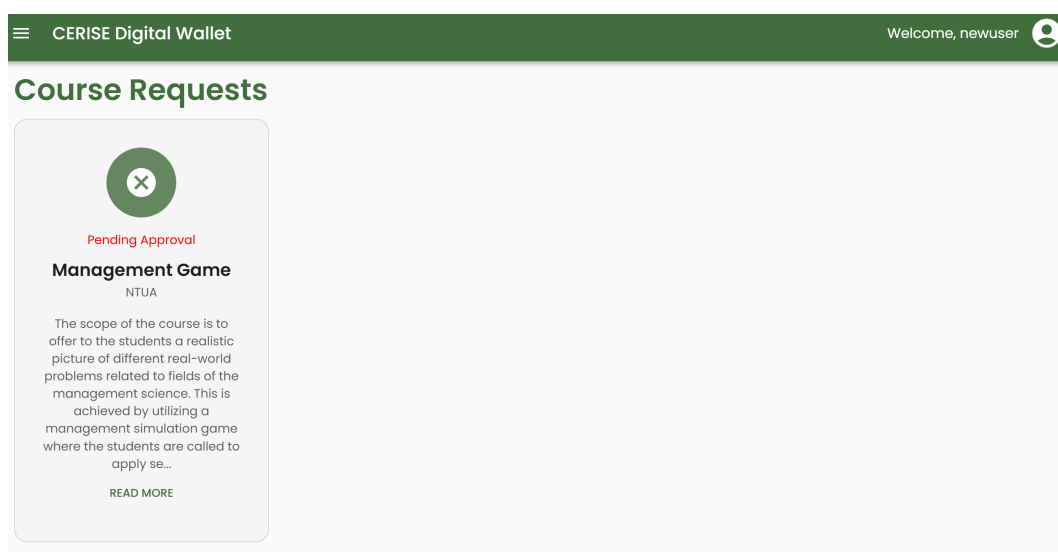 CERISE Digital Wallet
Welcome, newuser
Course Requests
Pending Approval
Management Game
NTUA
The scope of the course is to
offer to the students a realistic
picture of different real-world
problems related to fields of the
management science. This is
achieved by utilizing a
management simulation game
where the students are called to
apply se...
READ MORE